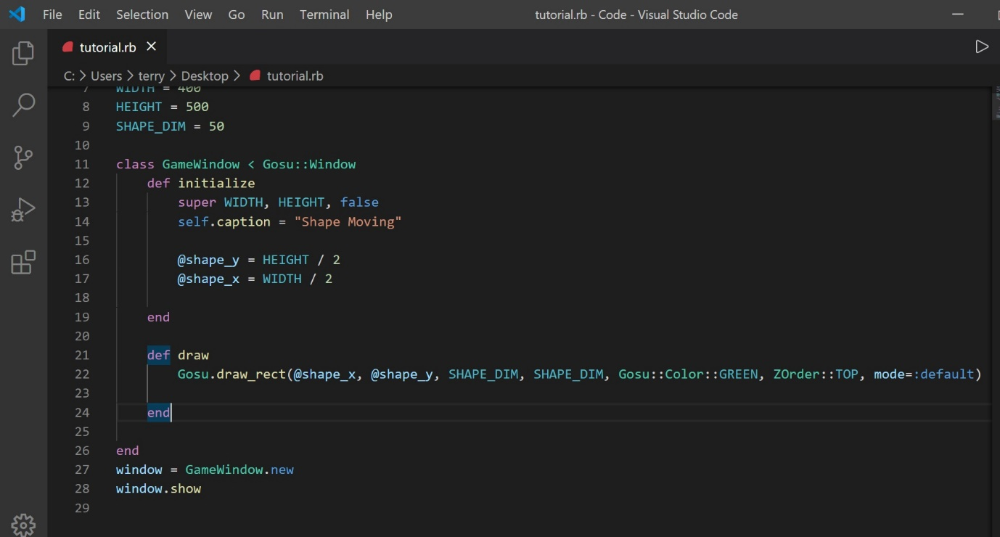 File Edit Selection View Go Run Terminal Help tutorial.rb - Code - Visual Studio Code
tutorial.rb
C: > Users > terry > Desktop > tutorial.rb
7 WIDTH = 400
8 HEIGHT = 500
9 SHAPE_DIM = 50
10
11 class GameWindow < Gosu::Window
12 def initialize
13 super WIDTH, HEIGHT, false
14 self.caption = "Shape Moving"
15
16 @shape_y = HEIGHT / 2
17 @shape_x = WIDTH / 2
18
19 end
20
21 def draw
22 Gosu.draw_rect(@shape_x, @shape_y, SHAPE_DIM, SHAPE_DIM, Gosu::Color::GREEN, ZOrder::TOP, mode=:default)
23
24 end
25
26 end
27 window = GameWindow.new
28 window.show
29